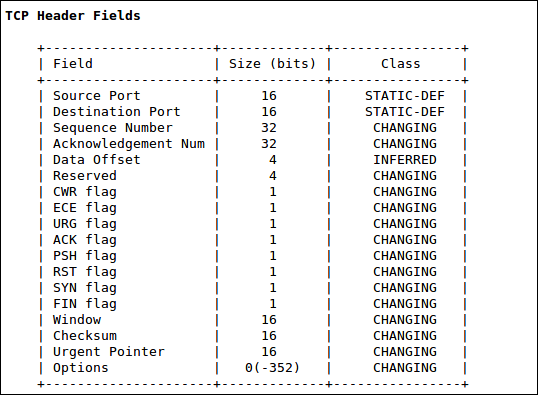 TCP Header Fields
+---------------------+-------------+----------------+
| Field               | Size (bits) |      Class     |
+---------------------+-------------+----------------+
| Source Port         |     16      |    STATIC-DEF  |
| Destination Port    |     16      |    STATIC-DEF  |
| Sequence Number     |     32      |     CHANGING   |
| Acknowledgement Num |     32      |     CHANGING   |
| Data Offset         |      4      |     INFERRED   |
| Reserved            |      4      |     CHANGING   |
| CWR flag            |      1      |     CHANGING   |
| ECE flag            |      1      |     CHANGING   |
| URG flag            |      1      |     CHANGING   |
| ACK flag            |      1      |     CHANGING   |
| PSH flag            |      1      |     CHANGING   |
| RST flag            |      1      |     CHANGING   |
| SYN flag            |      1      |     CHANGING   |
| FIN flag            |      1      |     CHANGING   |
| Window              |     16      |     CHANGING   |
| Checksum            |     16      |     CHANGING   |
| Urgent Pointer      |     16      |     CHANGING   |
| Options             |   0(-352)   |     CHANGING   |
+---------------------+-------------+----------------+